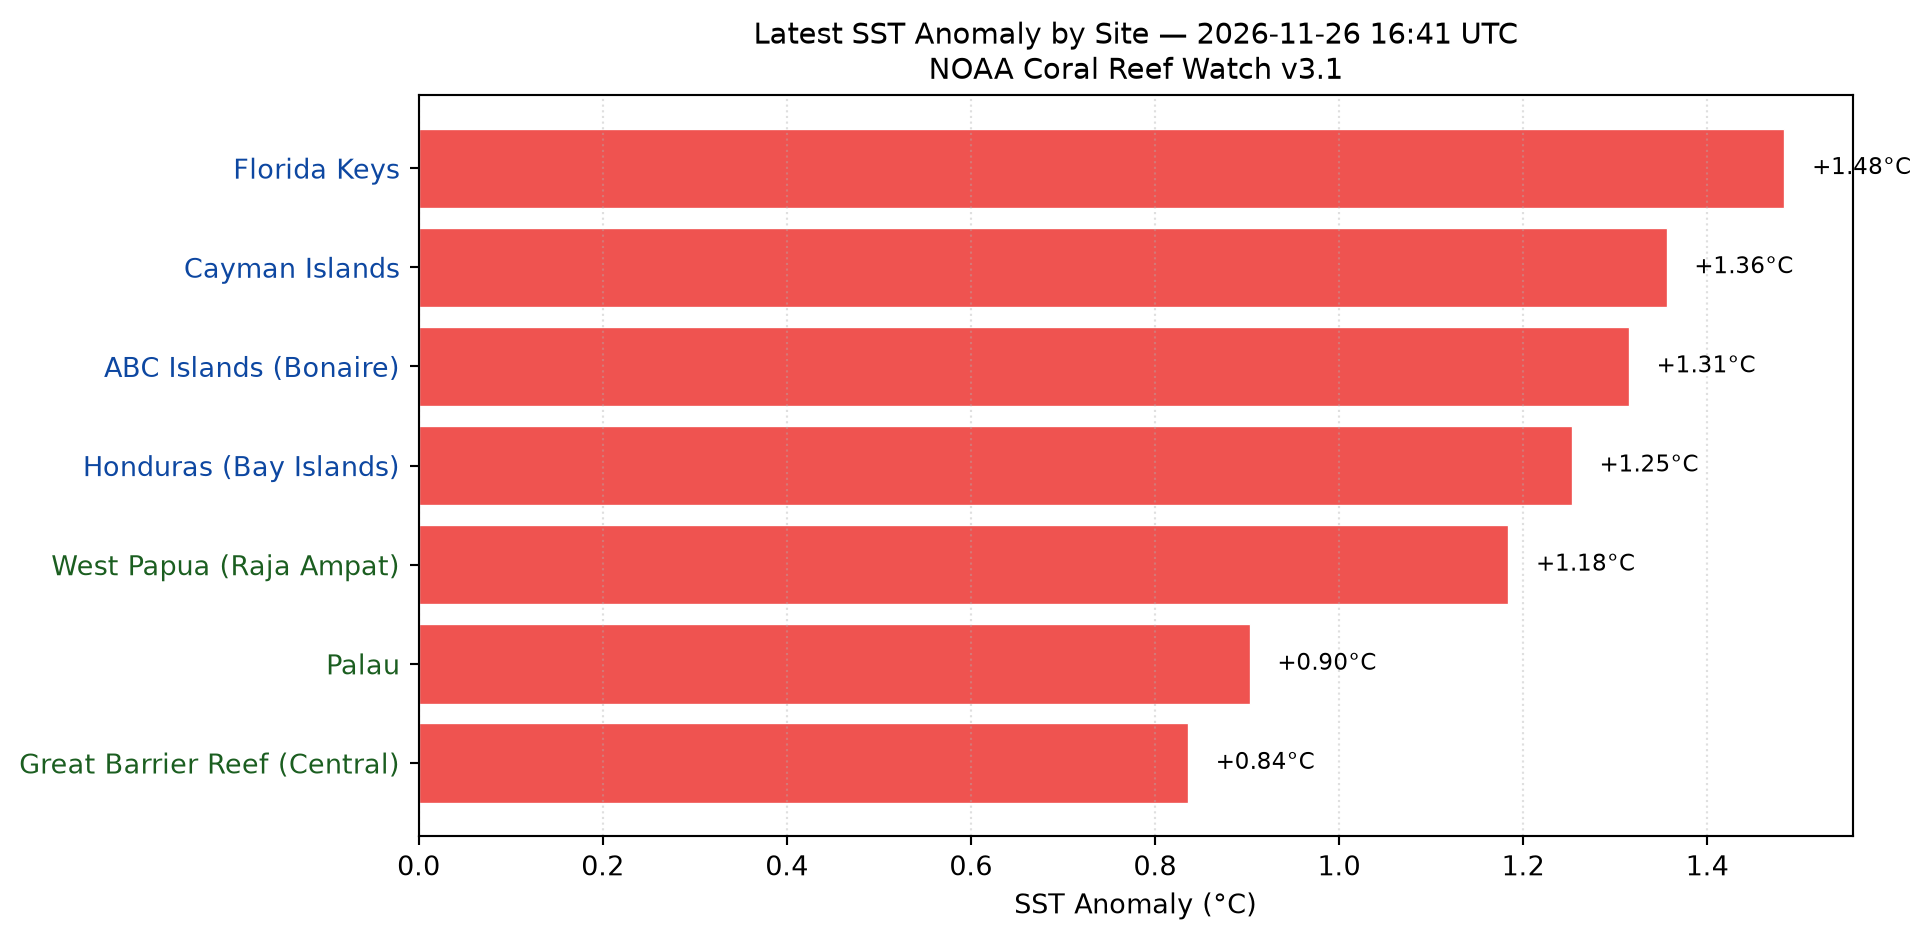 Latest SST Anomaly by Site — 2026-11-26 16:41 UTC
NOAA Coral Reef Watch v3.1
Florida Keys +1.48°C
Cayman Islands +1.36°C
ABC Islands (Bonaire) +1.31°C
Honduras (Bay Islands) +1.25°C
West Papua (Raja Ampat) +1.18°C
Palau +0.90°C
Great Barrier Reef (Central) +0.84°C
0.0 0.2 0.4 0.6 0.8 1.0 1.2 1.4
SST Anomaly (°C)